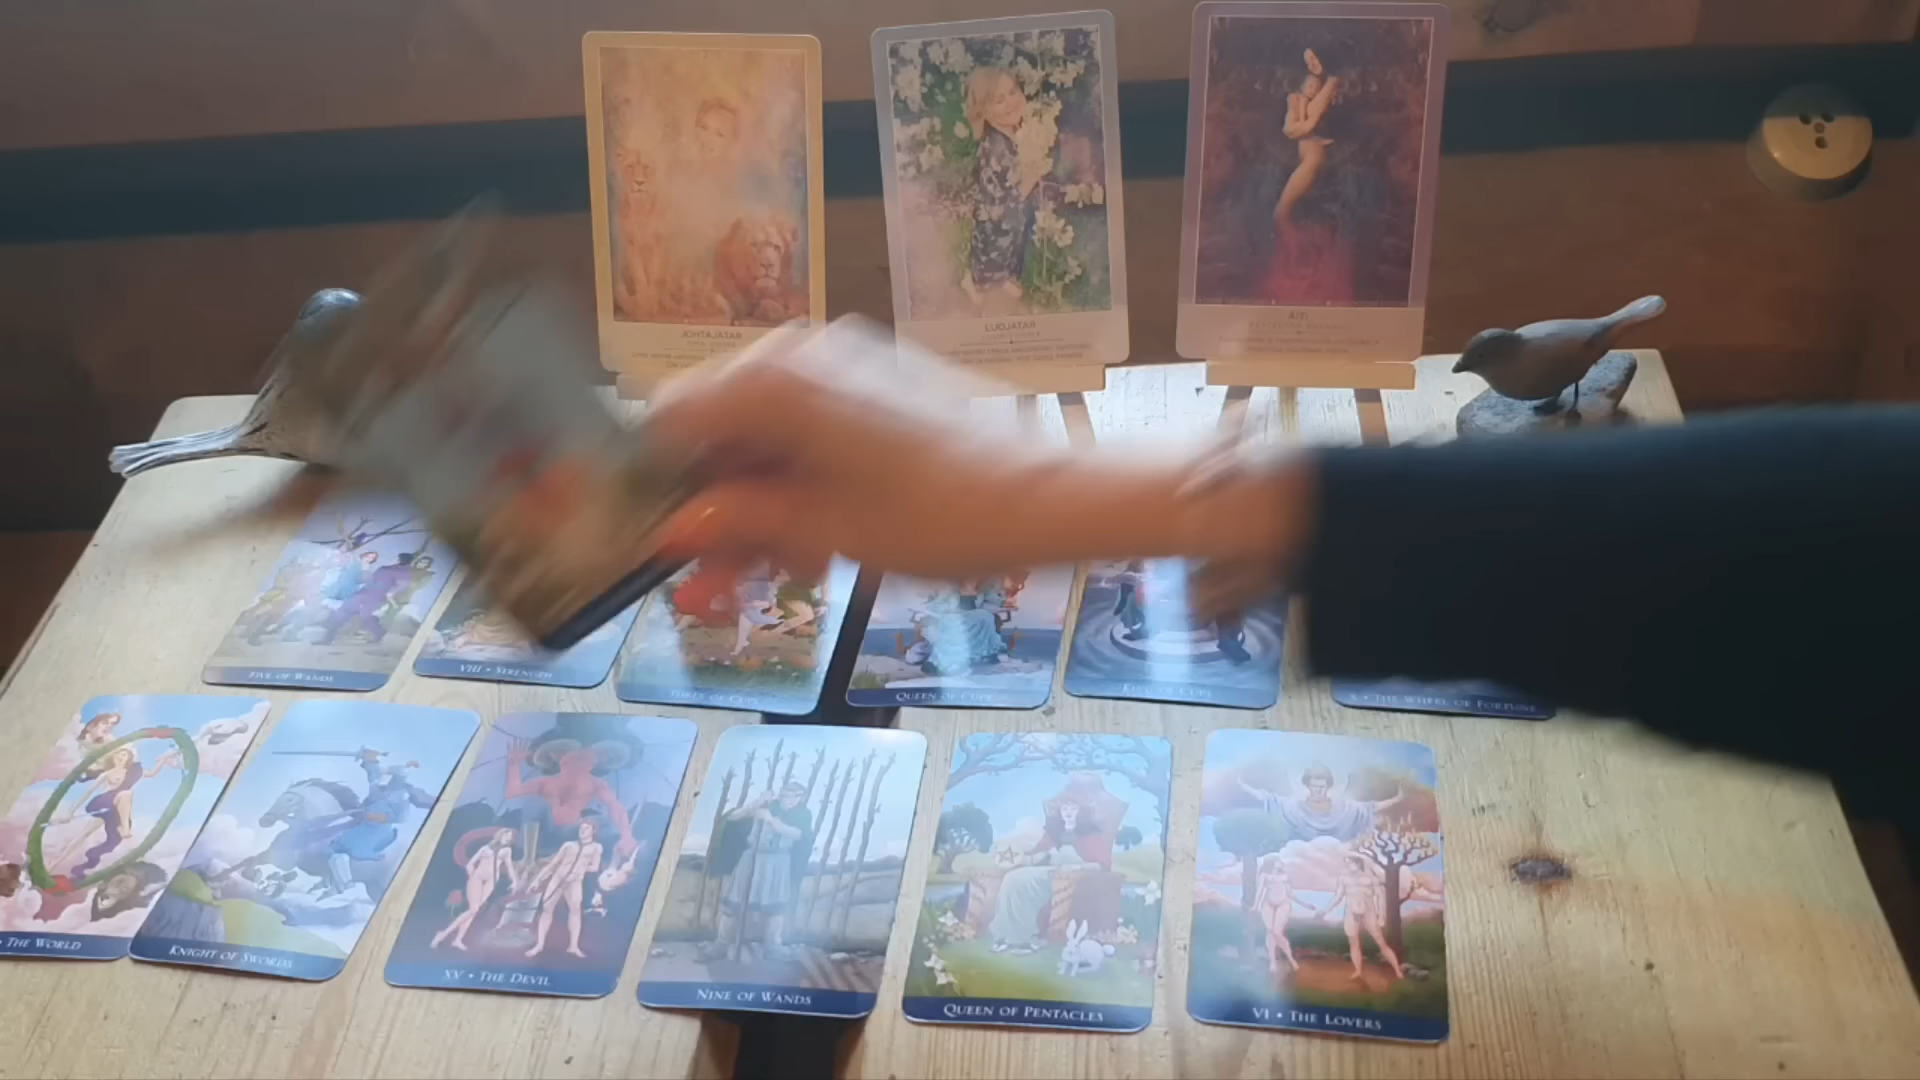 JOHTAJATAR
LUOJATAR
ÄITI
FIVE OF WANDS
VIII • STRENGTH
THREE OF CUPS
QUEEN OF CUPS
KING OF CUPS
X • THE WHEEL OF FORTUNE
• THE WORLD
KNIGHT OF SWORDS
XV • THE DEVIL
NINE OF WANDS
QUEEN OF PENTACLES
VI • THE LOVERS